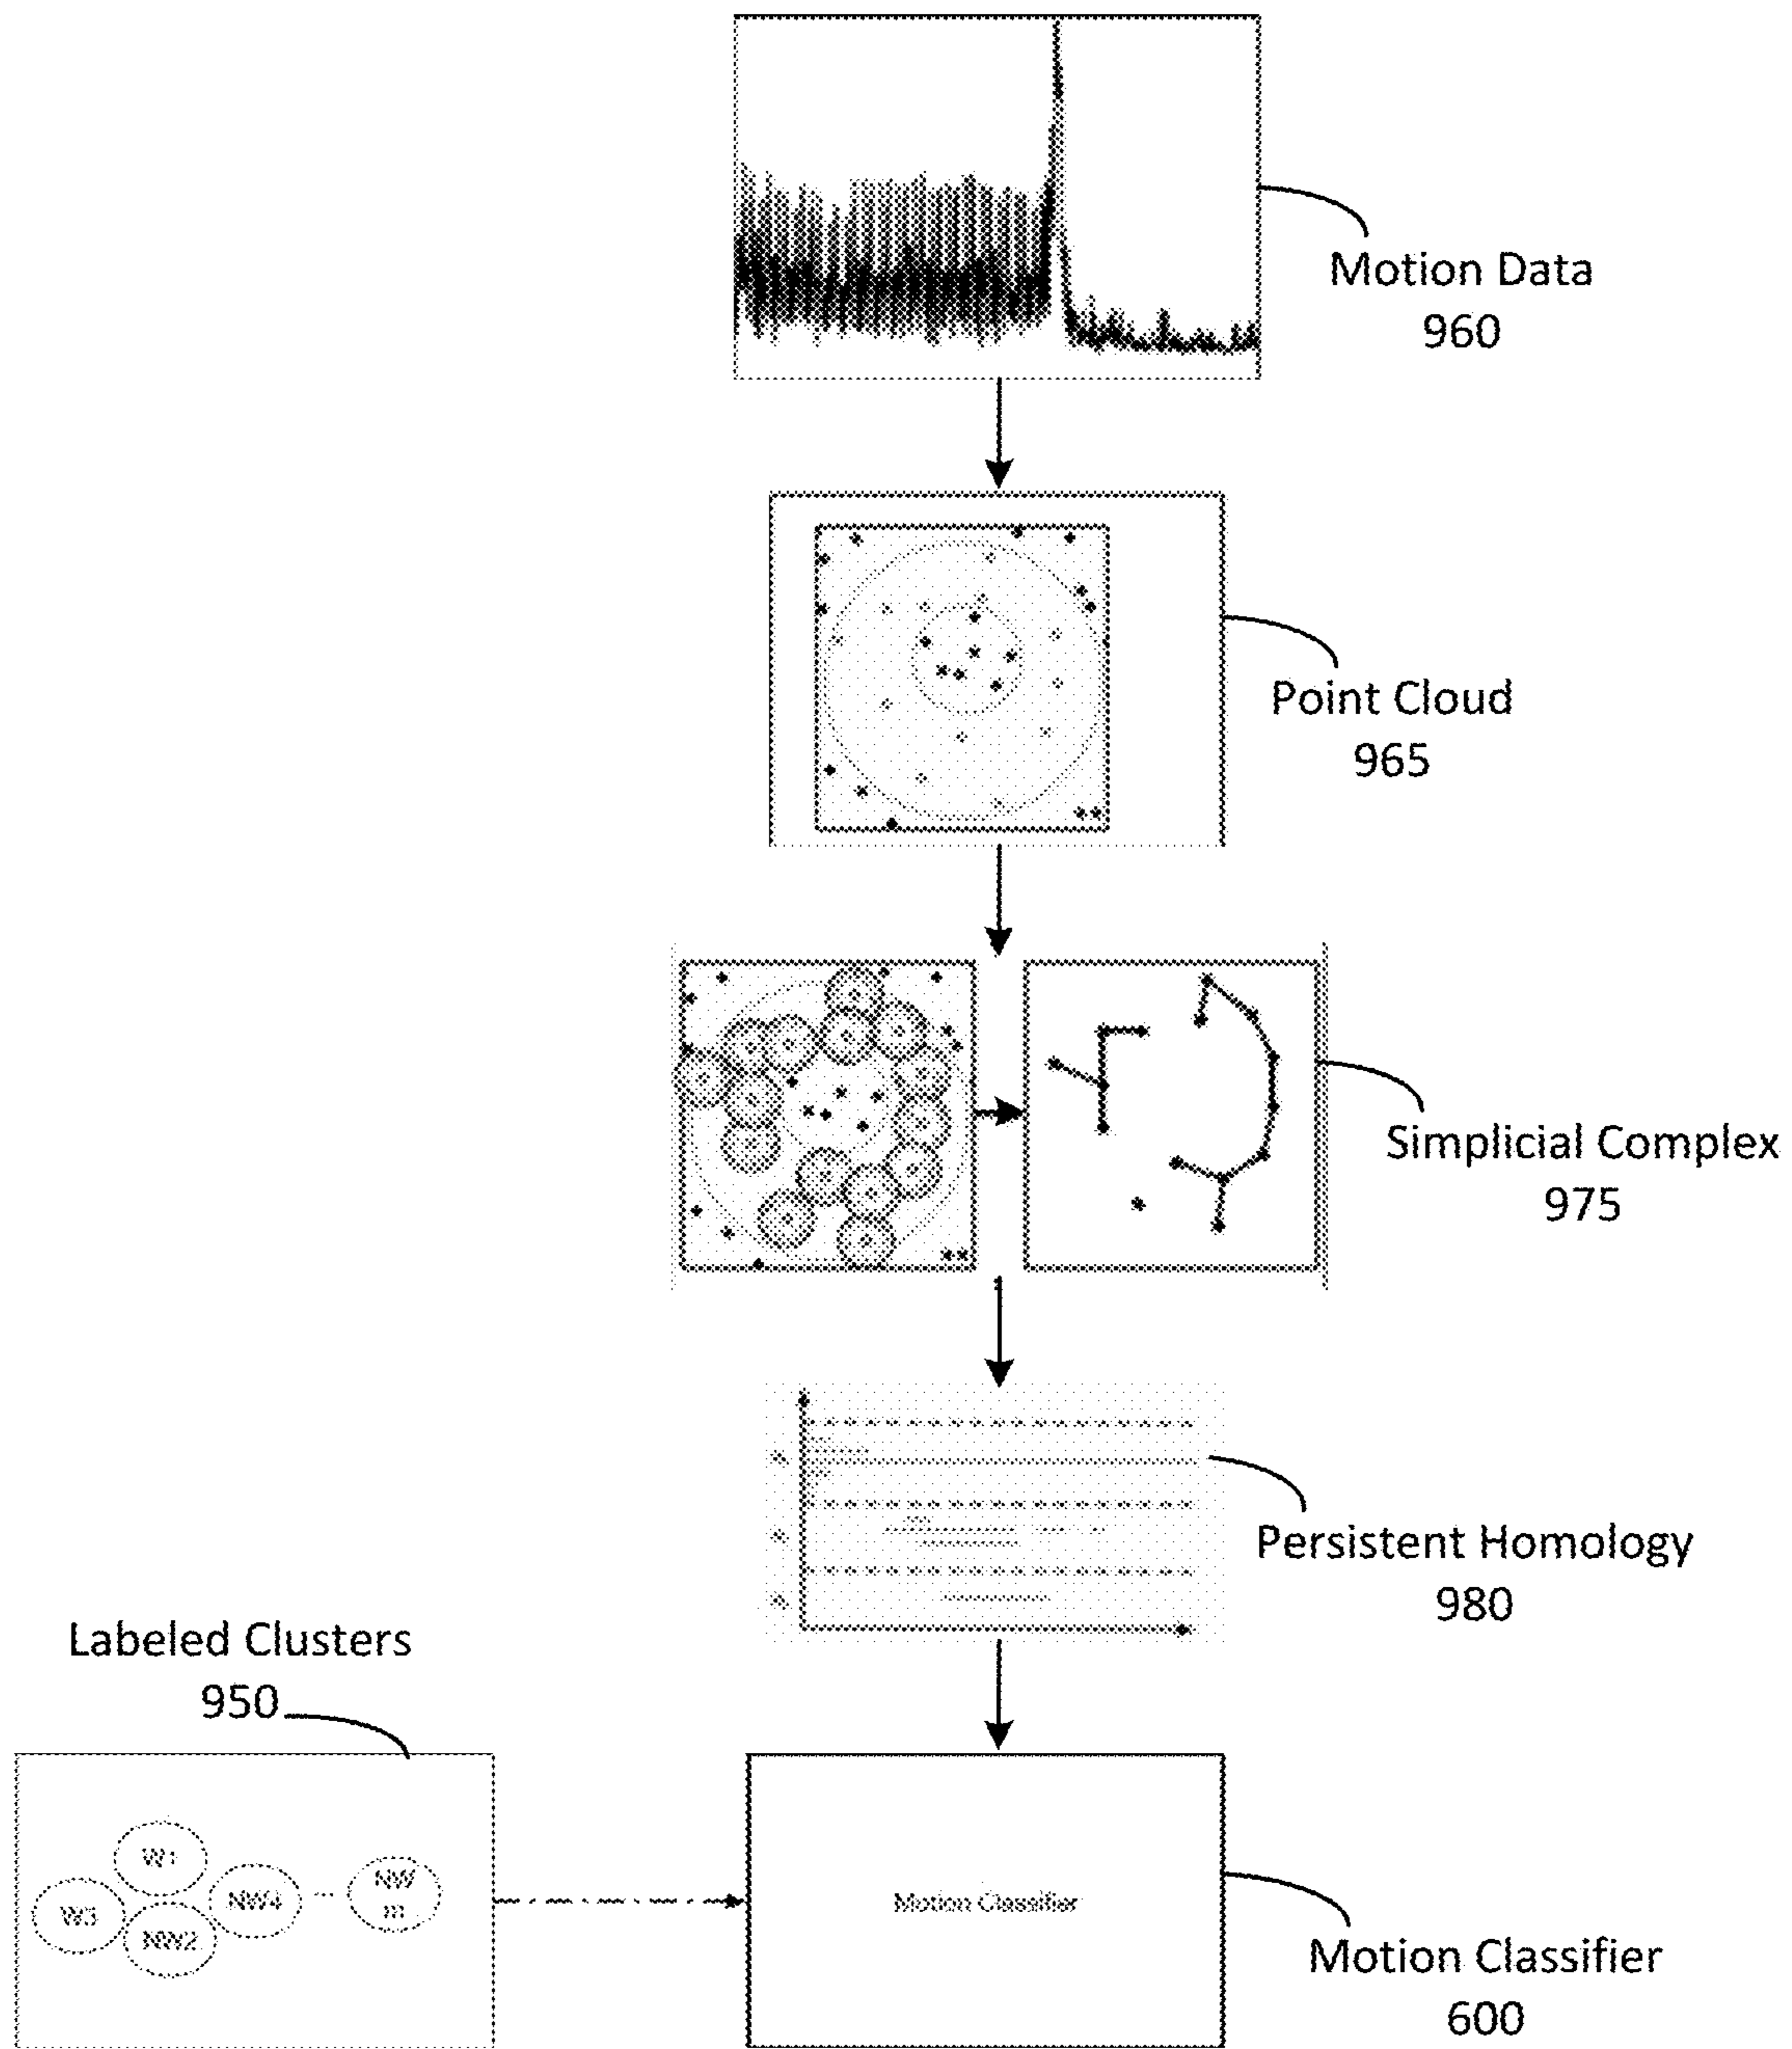 Motion Data
960
Point Cloud
965
Simplicial Complex
975
Persistent Homology
980
Labeled Clusters
950
W1
W3
NW2
NW4
...
NW
m
Motion Classifier
Motion Classifier
600